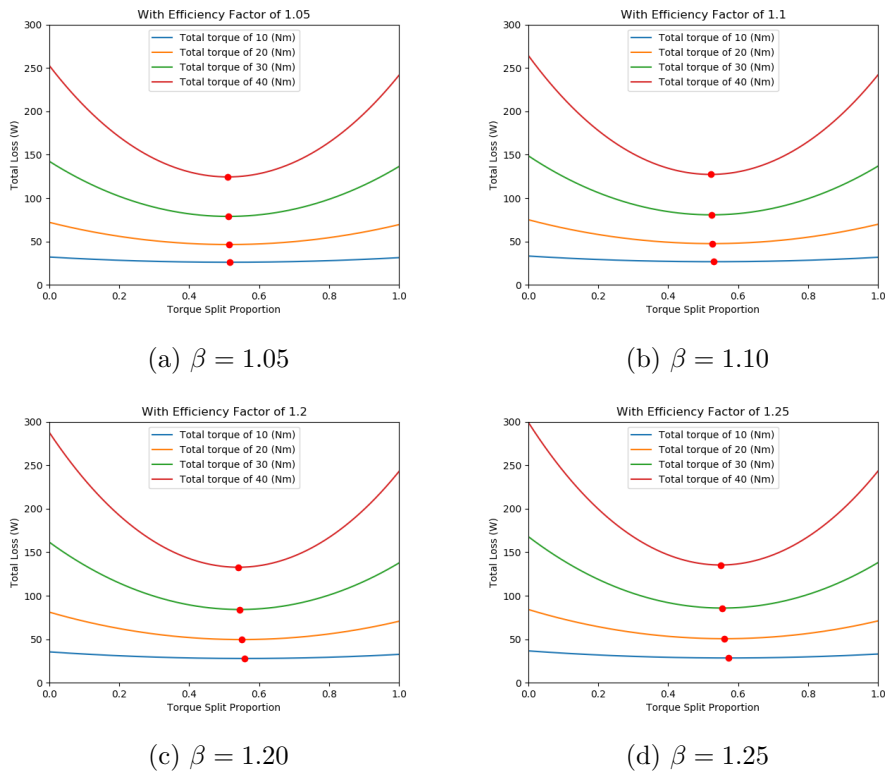 With Efficiency Factor of 1.05
300
250
200
150
100
50
0
Total Loss (W)
Total torque of 10 (Nm)
Total torque of 20 (Nm)
Total torque of 30 (Nm)
Total torque of 40 (Nm)
0.0 0.2 0.4 0.6 0.8 1.0
Torque Split Proportion
(a) β = 1.05
With Efficiency Factor of 1.1
300
250
200
150
100
50
0
Total Loss (W)
Total torque of 10 (Nm)
Total torque of 20 (Nm)
Total torque of 30 (Nm)
Total torque of 40 (Nm)
0.0 0.2 0.4 0.6 0.8 1.0
Torque Split Proportion
(b) β = 1.10
With Efficiency Factor of 1.2
300
250
200
150
100
50
0
Total Loss (W)
Total torque of 10 (Nm)
Total torque of 20 (Nm)
Total torque of 30 (Nm)
Total torque of 40 (Nm)
0.0 0.2 0.4 0.6 0.8 1.0
Torque Split Proportion
(c) β = 1.20
With Efficiency Factor of 1.25
300
250
200
150
100
50
0
Total Loss (W)
Total torque of 10 (Nm)
Total torque of 20 (Nm)
Total torque of 30 (Nm)
Total torque of 40 (Nm)
0.0 0.2 0.4 0.6 0.8 1.0
Torque Split Proportion
(d) β = 1.25